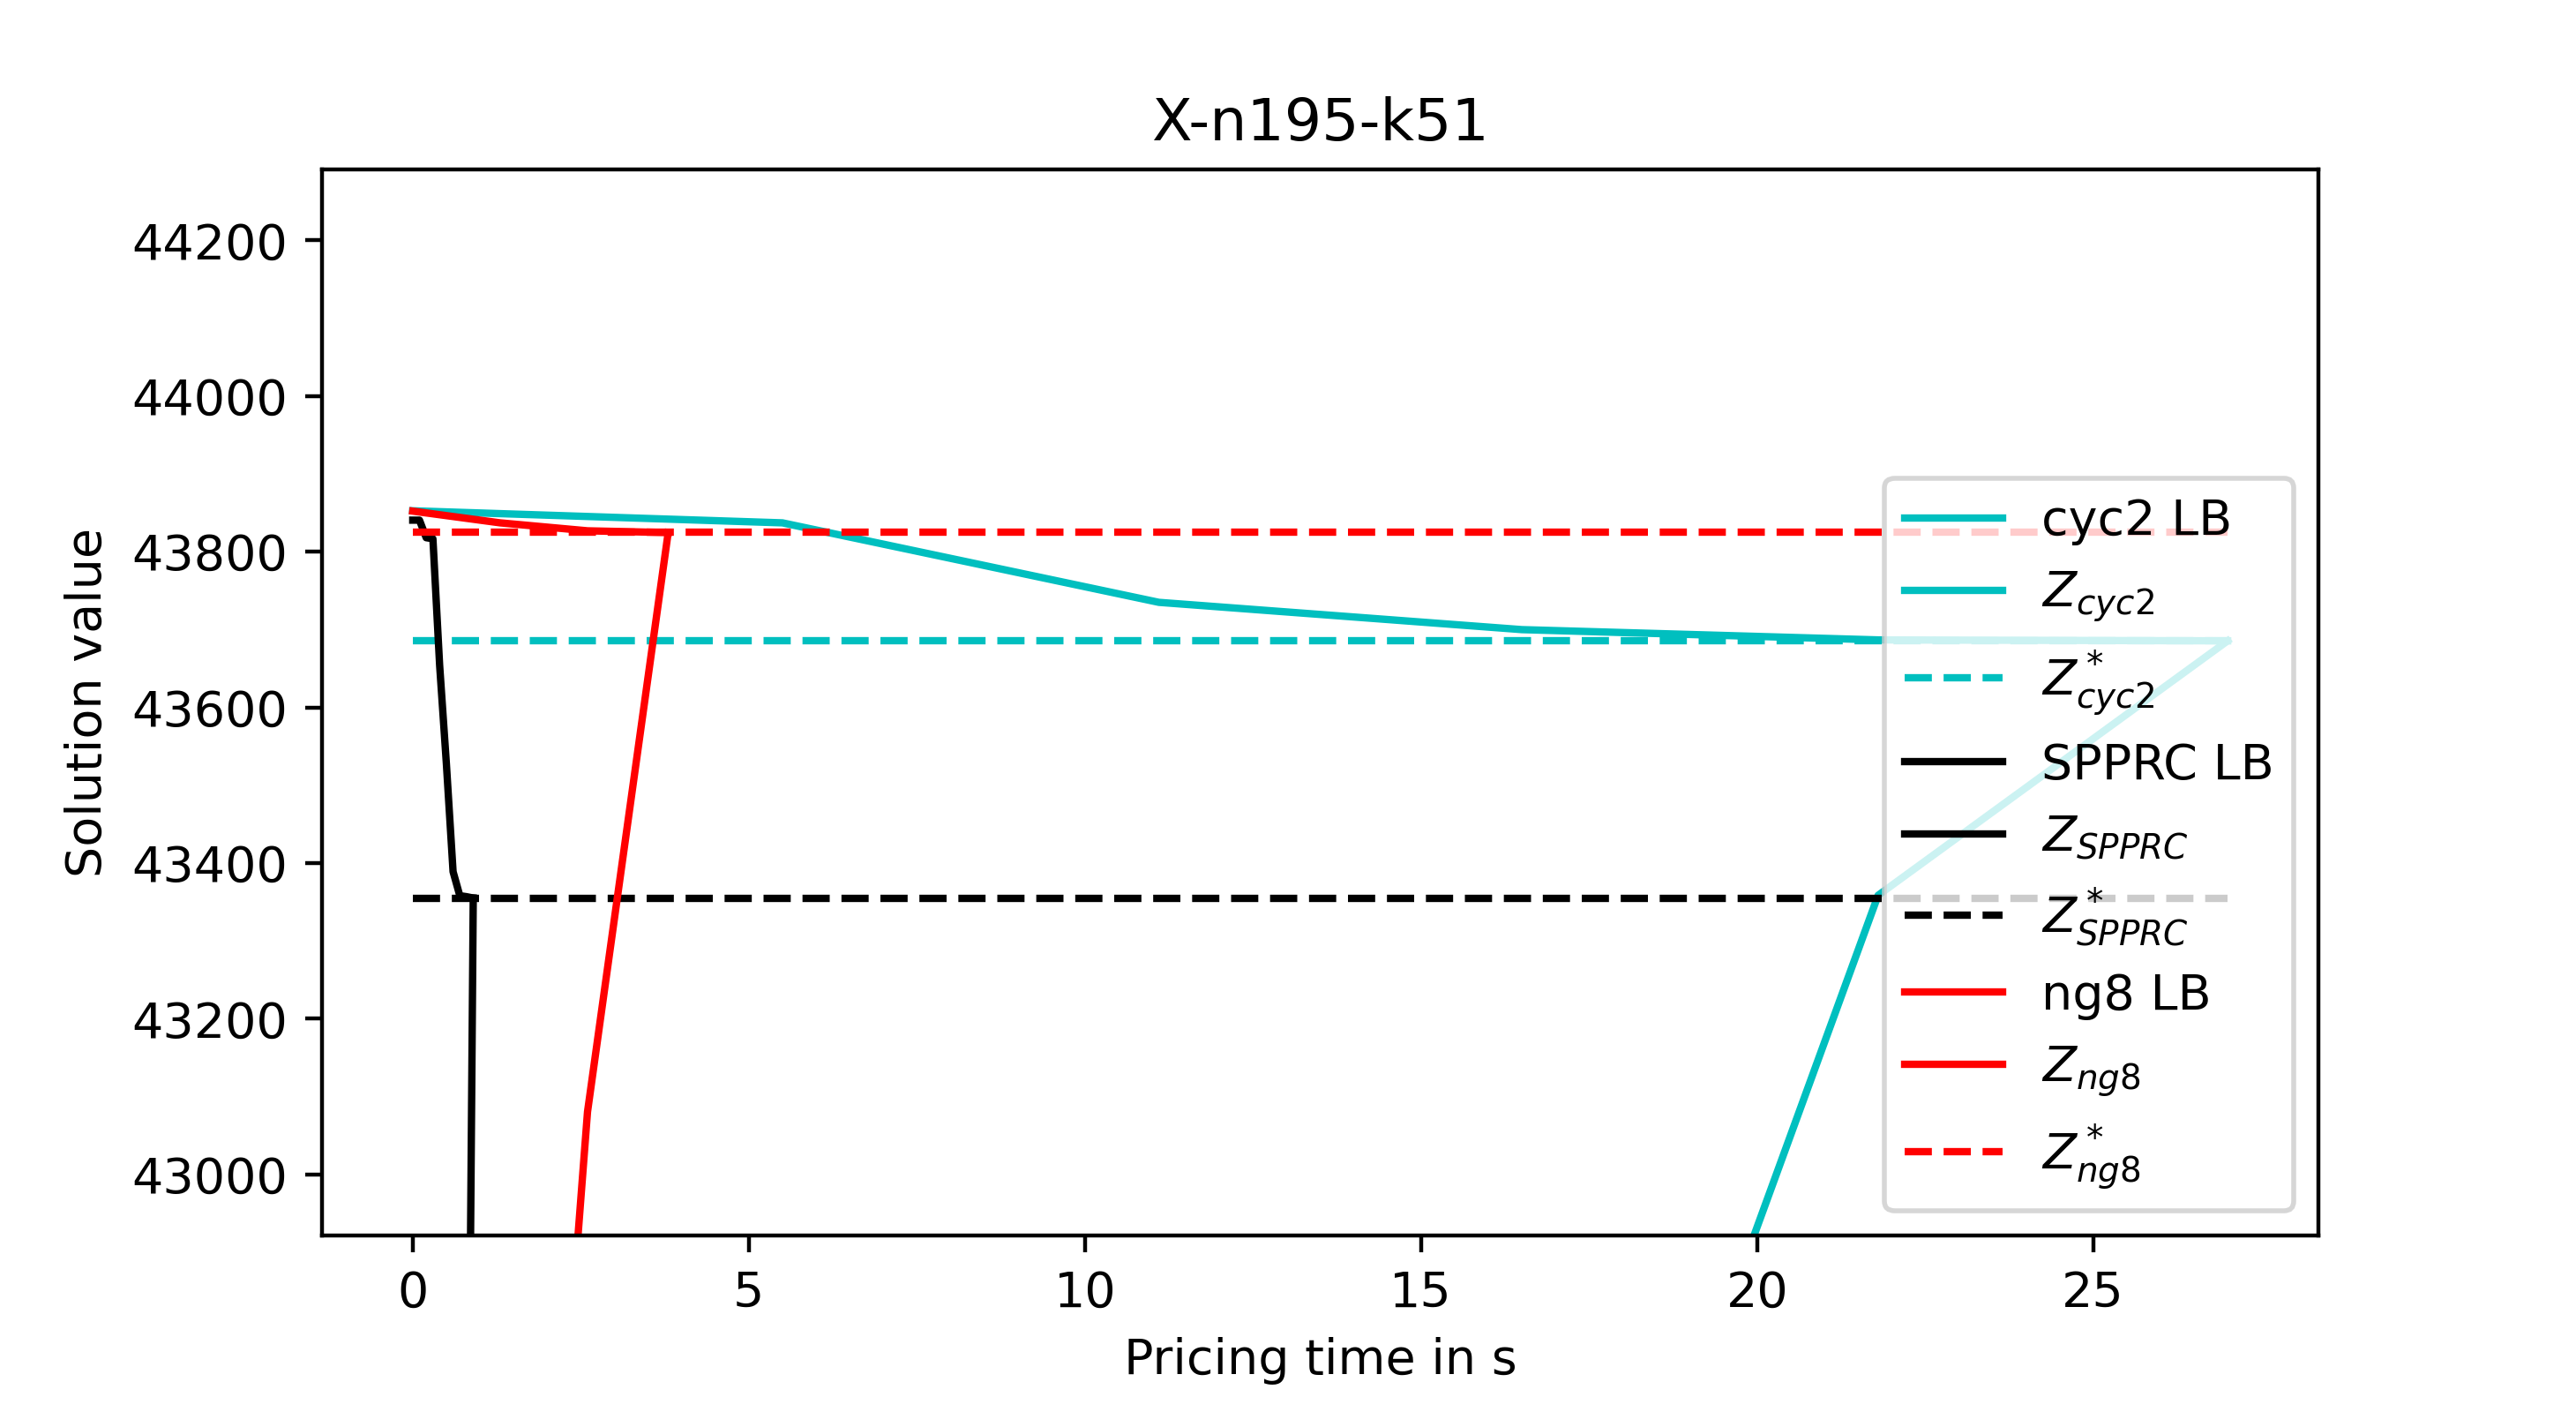 X-n195-k51
Solution value
44200
44000
43800
43600
43400
43200
43000
0 5 10 15 20 25
Pricing time in s
cyc2 LB
Z_cyc2
Z*_cyc2
SPPRC LB
Z_SPPRC
Z*_SPPRC
ng8 LB
Z_ng8
Z*_ng8